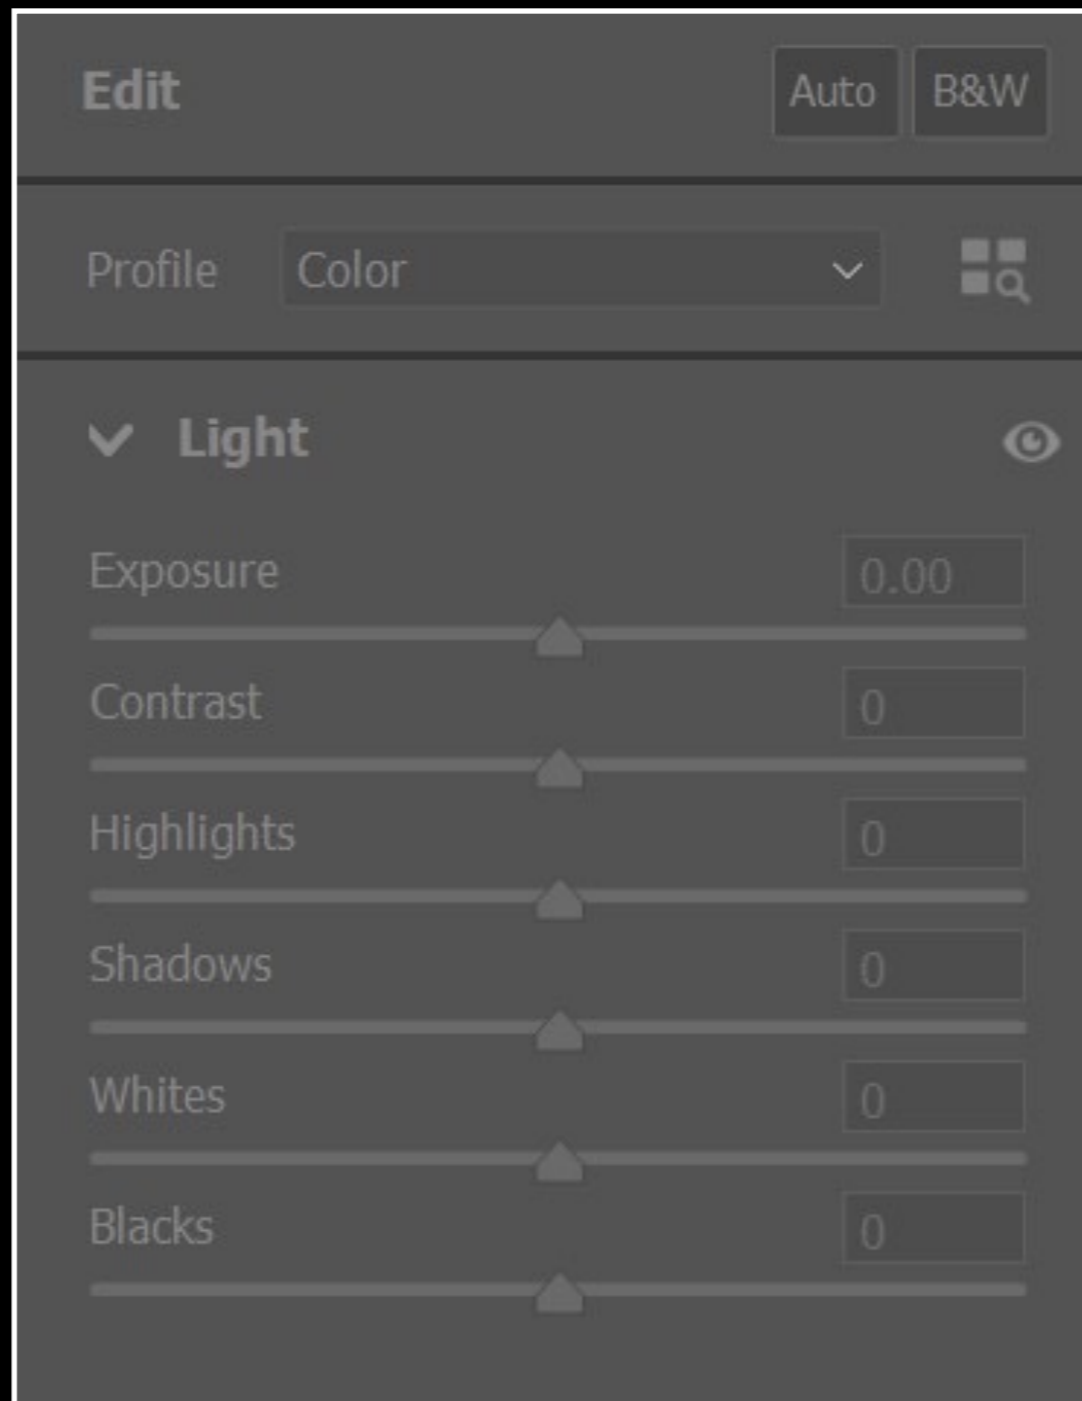 Edit Auto B&W
Profile Color
Light
Exposure 0.00
Contrast 0
Highlights 0
Shadows 0
Whites 0
Blacks 0